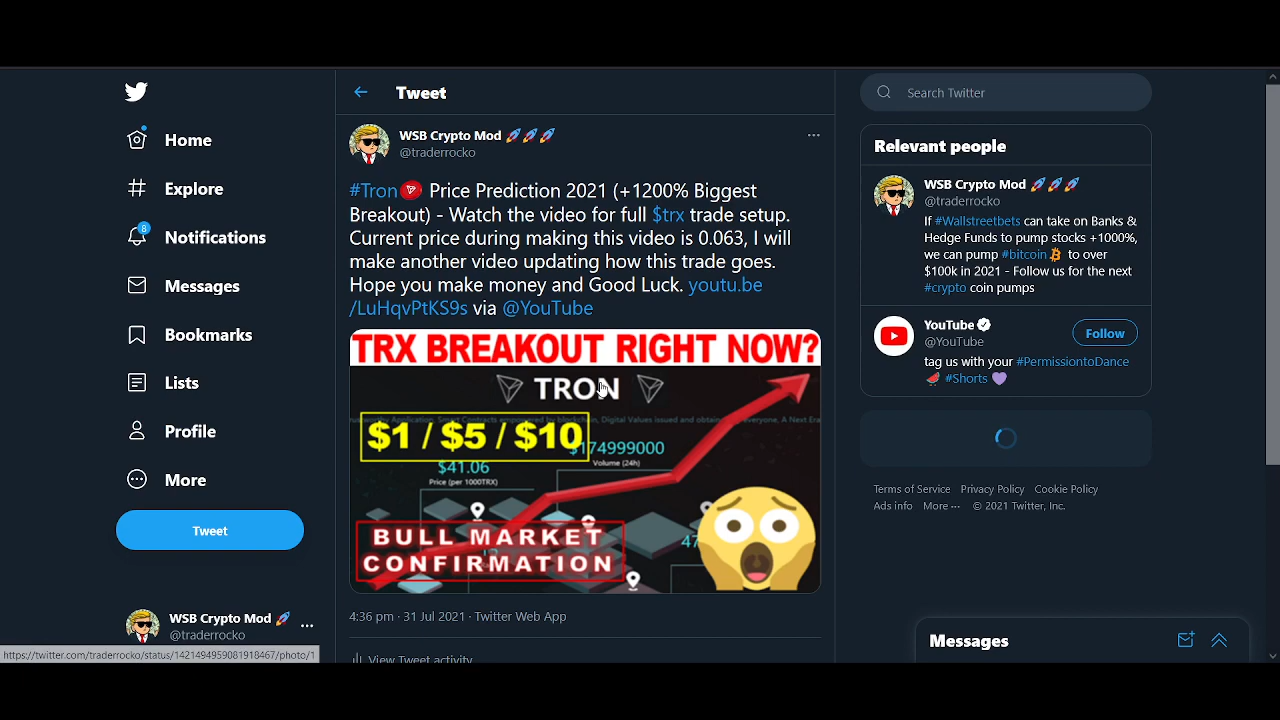 Home
Explore
8
Notifications
Messages
Bookmarks
Lists
Profile
More
Tweet
WSB Crypto Mod
@traderrocko
https://twitter.com/traderrocko/status/1421494959081918467/photo/1
Tweet
WSB Crypto Mod
@traderrocko
#Tron Price Prediction 2021 (+1200% Biggest
Breakout) - Watch the video for full $trx trade setup.
Current price during making this video is 0.063, I will
make another video updating how this trade goes.
Hope you make money and Good Luck. youtu.be
/LuHqvPtKS9s via @YouTube
TRX BREAKOUT RIGHT NOW?
TRON
$1 / $5 / $10
$174999000
Volume (24h)
$41.06
Price (per 1000TRX)
BULL MARKET
CONFIRMATION
4:36 pm · 31 Jul 2021 · Twitter Web App
View Tweet activity
Search Twitter
Relevant people
WSB Crypto Mod
@traderrocko
If #Wallstreetbets can take on Banks &
Hedge Funds to pump stocks +1000%,
we can pump #bitcoin to over
$100k in 2021 - Follow us for the next
#crypto coin pumps
YouTube
@YouTube
Follow
tag us with your #PermissiontoDance
#Shorts
Terms of Service Privacy Policy Cookie Policy
Ads info More ··· © 2021 Twitter, Inc.
Messages